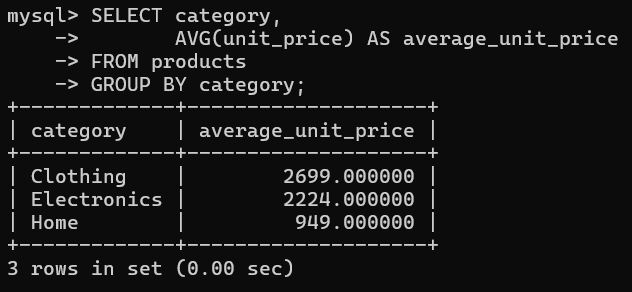 mysql> SELECT category,
    ->        AVG(unit_price) AS average_unit_price
    -> FROM products
    -> GROUP BY category;
+-------------+--------------------+
| category    | average_unit_price |
+-------------+--------------------+
| Clothing    |        2699.000000 |
| Electronics |        2224.000000 |
| Home        |         949.000000 |
+-------------+--------------------+
3 rows in set (0.00 sec)